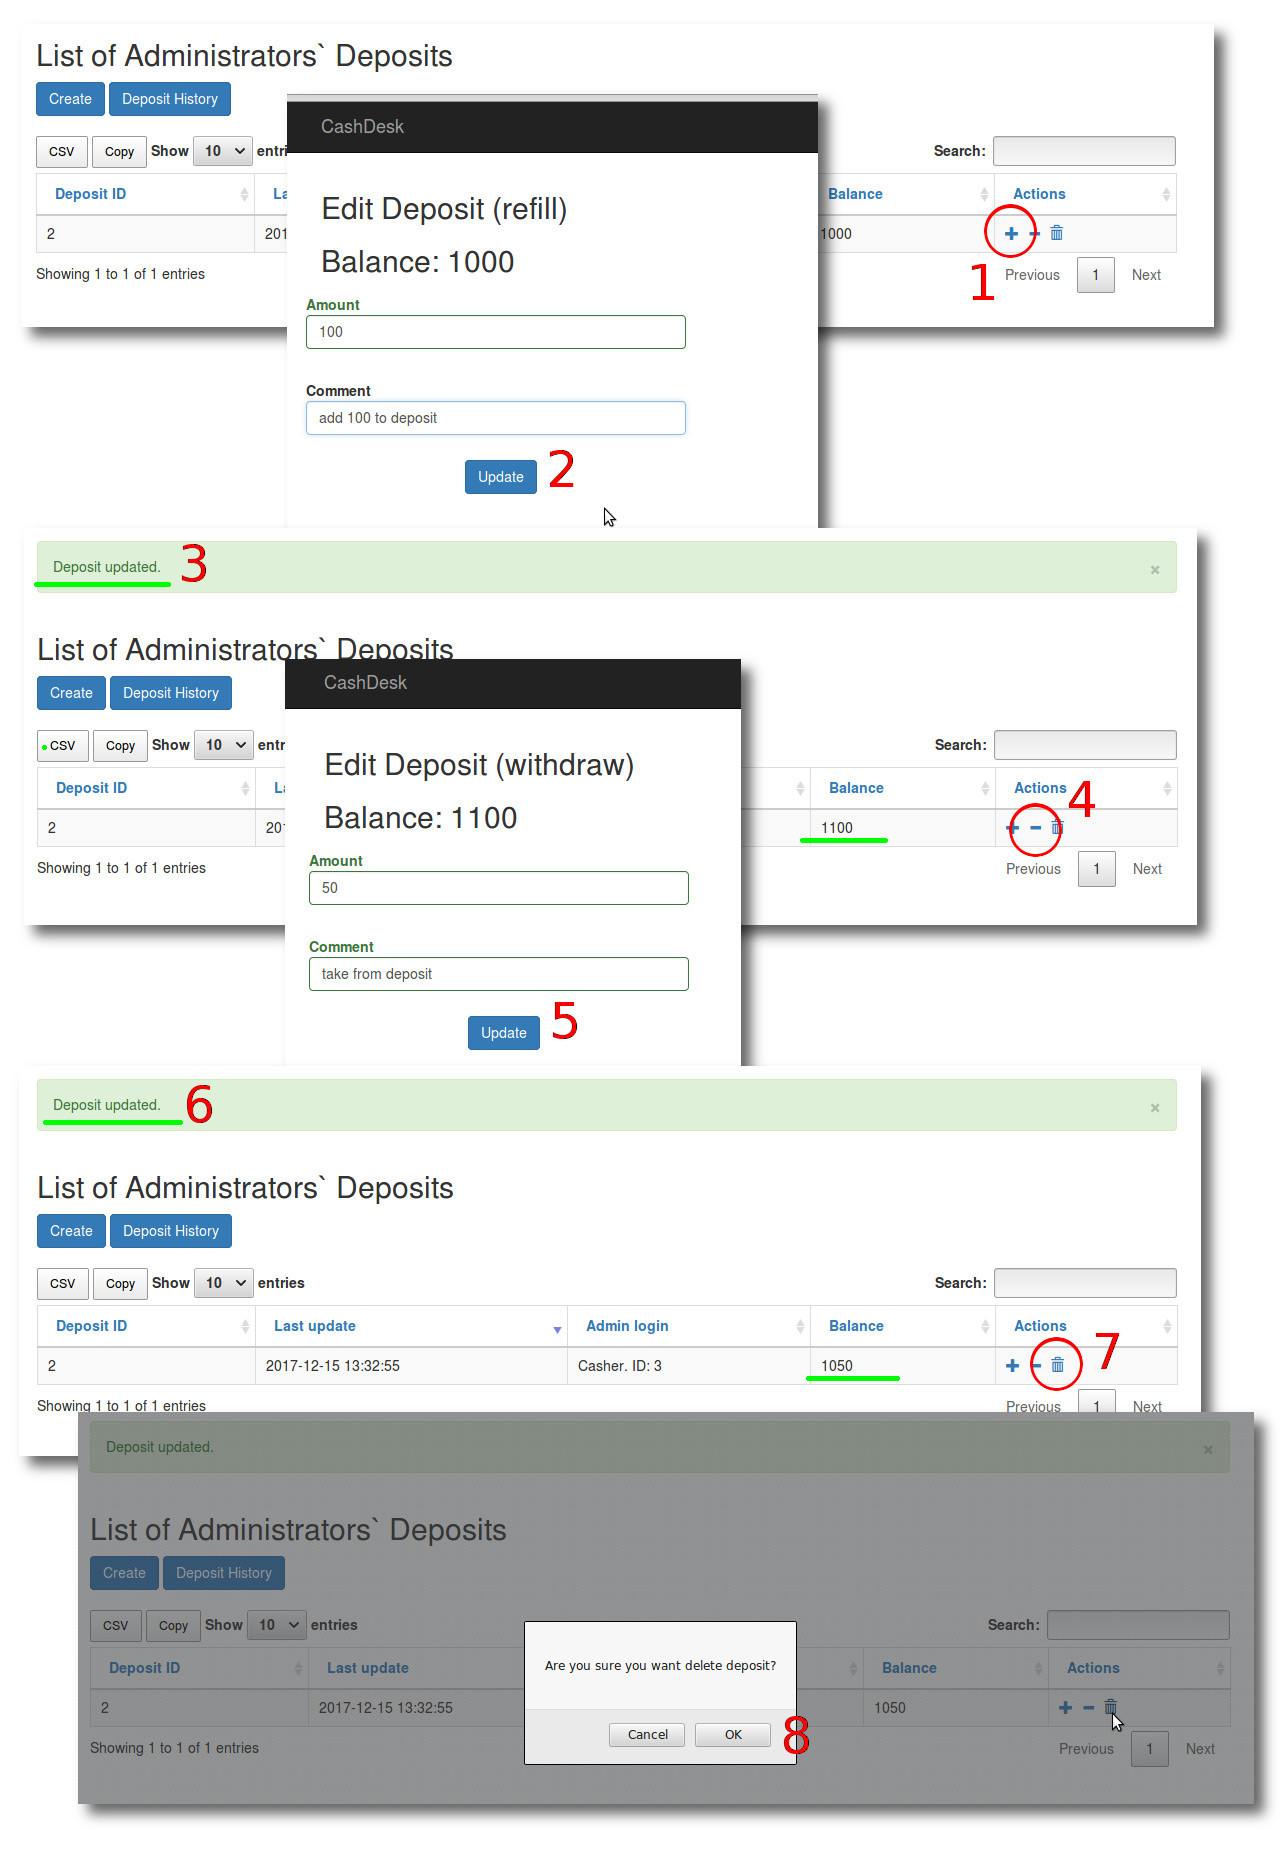 List of Administrators` Deposits
Create Deposit History
CashDesk
CSV Copy Show 10 entri Search:
Deposit ID La Balance Actions
2 201 1000
Showing 1 to 1 of 1 entries Previous 1 Next
1
Edit Deposit (refill)
Balance: 1000
Amount
100
Comment
add 100 to deposit
Update 2
Deposit updated. 3 ×
List of Administrators` Deposits
CashDesk
Create Deposit History
CSV Copy Show 10 entr Search:
Deposit ID La Balance Actions 4
2 201 1100
Showing 1 to 1 of 1 entries Previous 1 Next
Edit Deposit (withdraw)
Balance: 1100
Amount
50
Comment
take from deposit
Update 5
Deposit updated. 6 ×
List of Administrators` Deposits
Create Deposit History
CSV Copy Show 10 entries Search:
Deposit ID Last update Admin login Balance Actions
2 2017-12-15 13:32:55 Casher. ID: 3 1050 7
Showing 1 to 1 of 1 entries Previous 1 Next
Deposit updated. ×
List of Administrators` Deposits
Create Deposit History
CSV Copy Show 10 entries Search:
Deposit ID Last update Balance Actions
2 2017-12-15 13:32:55 1050
Showing 1 to 1 of 1 entries Previous 1 Next
Are you sure you want delete deposit?
Cancel OK 8